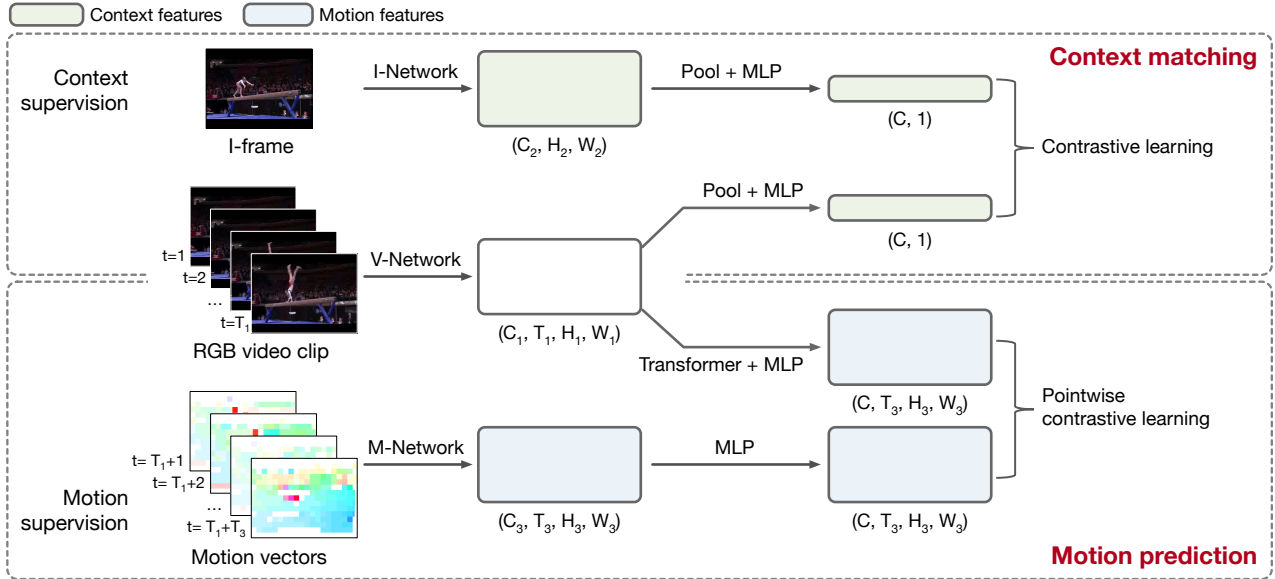 Context features
Motion features
Context matching
Context
supervision
I-frame
I-Network
(C₂, H₂, W₂)
Pool + MLP
(C, 1)
Contrastive learning
Pool + MLP
(C, 1)
t=1
t=2
...
t=T₁
RGB video clip
V-Network
(C₁, T₁, H₁, W₁)
Transformer + MLP
(C, T₃, H₃, W₃)
Pointwise
contrastive learning
Motion
supervision
t= T₁+1
t= T₁+2
...
t= T₁+T₃
Motion vectors
M-Network
(C₃, T₃, H₃, W₃)
MLP
(C, T₃, H₃, W₃)
Motion prediction